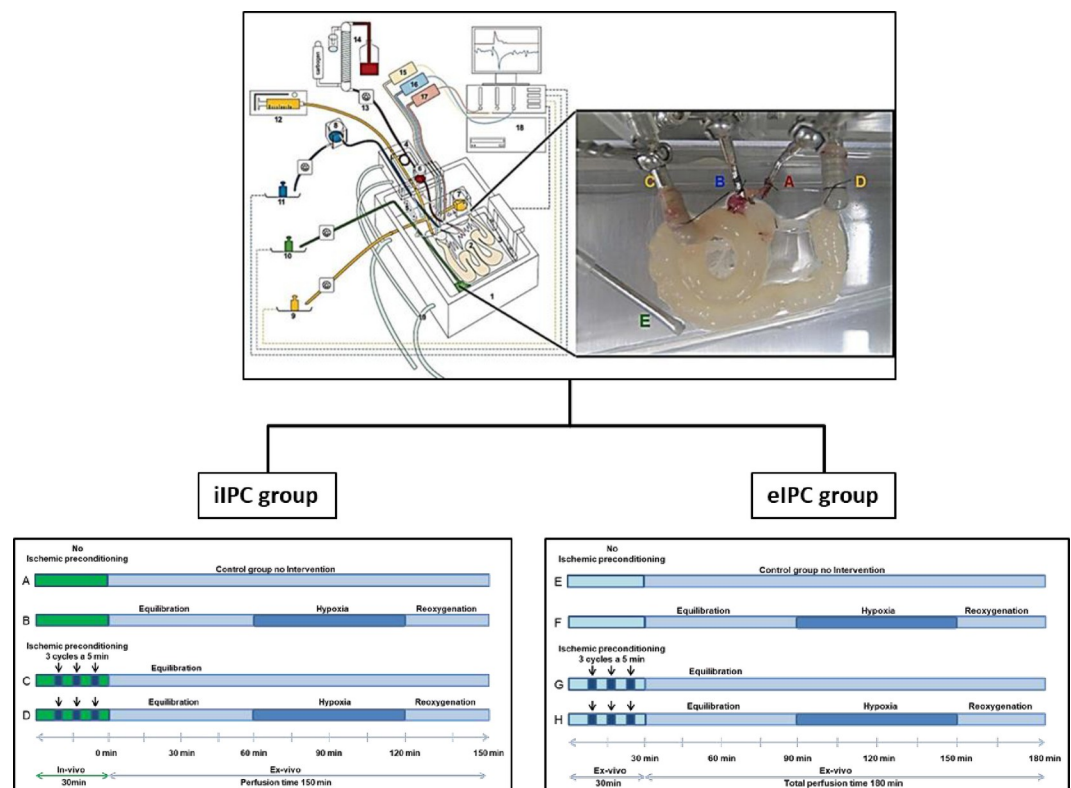 14
carbogen
15
16
17
13
12
8
18
4
6
7
11
10
9
1
19
C
B
A
D
E
iIPC group
eIPC group
No
Ischemic preconditioning
A
Control group no Intervention
B
Equilibration
Hypoxia
Reoxygenation
Ischemic preconditioning
3 cycles a 5 min
C
Equilibration
D
Equilibration
Hypoxia
Reoxygenation
0 min
30 min
60 min
90 min
120 min
150 min
In-vivo
30min
Ex-vivo
Perfusion time 150 min
No
Ischemic preconditioning
E
Control group no Intervention
F
Equilibration
Hypoxia
Reoxygenation
Ischemic preconditioning
3 cycles a 5 min
G
Equilibration
H
Equilibration
Hypoxia
Reoxygenation
30 min
60 min
90 min
120 min
150 min
180 min
Ex-vivo
30min
Ex-vivo
Total perfusion time 180 min